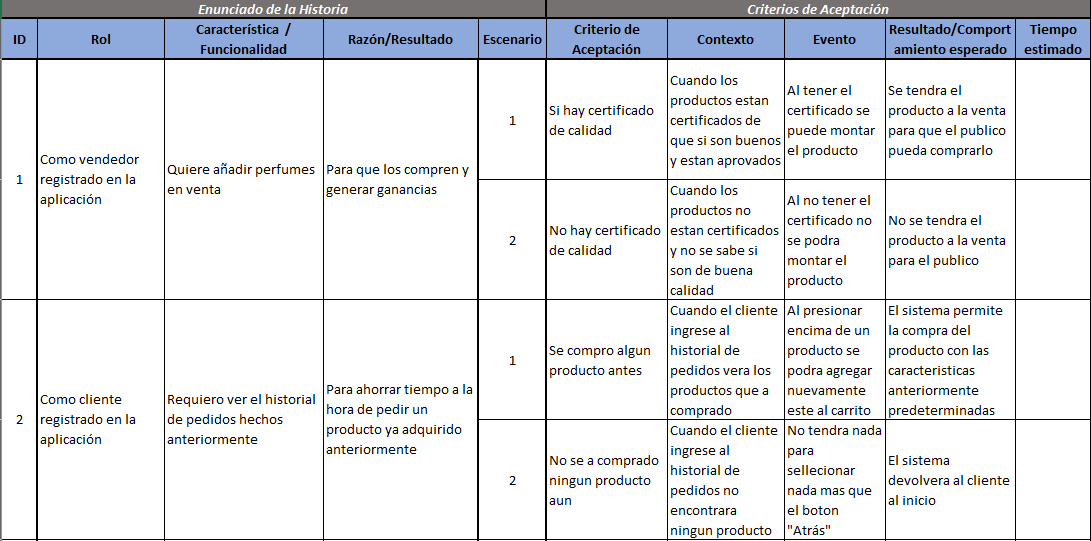 Enunciado de la Historia
Criterios de Aceptación
ID
Rol
Característica /
Funcionalidad
Razón/Resultado
Escenario
Criterio de
Aceptación
Contexto
Evento
Resultado/Comport
amiento esperado
Tiempo
estimado
1
Como vendedor
registrado en la
aplicación
Quiere añadir perfumes
en venta
Para que los compren y
generar ganancias
1
Si hay certificado
de calidad
Cuando los
productos estan
certificados de
que si son buenos
y estan aprovados
Al tener el
certificado se
puede montar
el producto
Se tendra el
producto a la venta
para que el publico
pueda comprarlo
2
No hay certificado
de calidad
Cuando los
productos no
estan certificados
y no se sabe si
son de buena
calidad
Al no tener el
certificado no
se podra
montar el
producto
No se tendra el
producto a la venta
para el publico
2
Como cliente
registrado en la
aplicación
Requiero ver el historial
de pedidos hechos
anteriormente
Para ahorrar tiempo a la
hora de pedir un
producto ya adquirido
anteriormente
1
Se compro algun
producto antes
Cuando el cliente
ingrese al
historial de
pedidos vera los
productos que a
comprado
Al presionar
encima de un
producto se
podra agregar
nuevamente
este al carrito
El sistema permite
la compra del
producto con las
caracteristicas
anteriormente
predeterminadas
2
No se a comprado
ningun producto
aun
Cuando el cliente
ingrese al
historial de
pedidos no
encontrara
ningun producto
No tendra nada
para
sellecionar
nada mas que
el boton
"Atrás"
El sistema
devolvera al cliente
al inicio